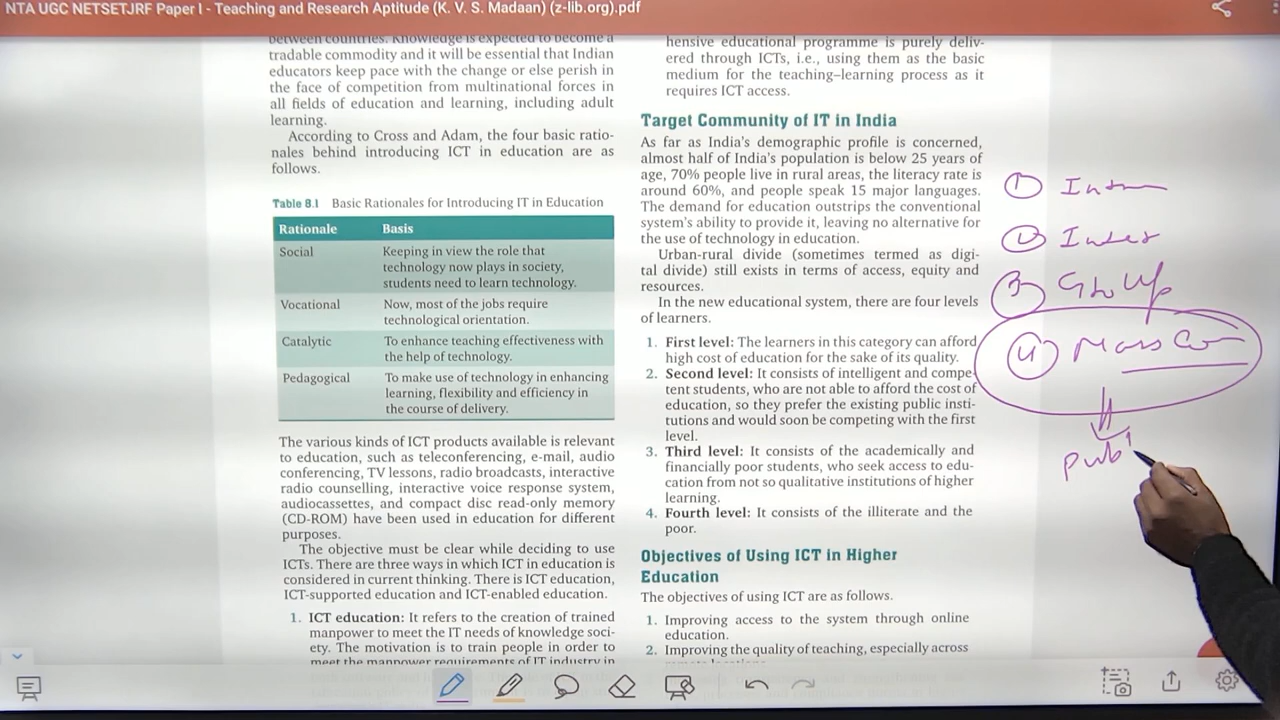 NTA UGC NETSETJRF Paper I - Teaching and Research Aptitude (K. V. S. Madaan) (z-lib.org).pdf
between countries. Knowledge is expected to become a
tradable commodity and it will be essential that Indian
educators keep pace with the change or else perish in
the face of competition from multinational forces in
all fields of education and learning, including adult
learning.
According to Cross and Adam, the four basic ratio-
nales behind introducing ICT in education are as
follows.
Table 8.1 Basic Rationales for Introducing IT in Education
Rationale Basis
Social Keeping in view the role that
technology now plays in society,
students need to learn technology.
Vocational Now, most of the jobs require
technological orientation.
Catalytic To enhance teaching effectiveness with
the help of technology.
Pedagogical To make use of technology in enhancing
learning, flexibility and efficiency in
the course of delivery.
The various kinds of ICT products available is relevant
to education, such as teleconferencing, e-mail, audio
conferencing, TV lessons, radio broadcasts, interactive
radio counselling, interactive voice response system,
audiocassettes, and compact disc read-only memory
(CD-ROM) have been used in education for different
purposes.
The objective must be clear while deciding to use
ICTs. There are three ways in which ICT in education is
considered in current thinking. There is ICT education,
ICT-supported education and ICT-enabled education.
1. ICT education: It refers to the creation of trained
manpower to meet the IT needs of knowledge soci-
ety. The motivation is to train people in order to
meet the manpower requirements of IT industry in
hensive educational programme is purely deliv-
ered through ICTs, i.e., using them as the basic
medium for the teaching–learning process as it
requires ICT access.
Target Community of IT in India
As far as India's demographic profile is concerned,
almost half of India's population is below 25 years of
age, 70% people live in rural areas, the literacy rate is
around 60%, and people speak 15 major languages.
The demand for education outstrips the conventional
system's ability to provide it, leaving no alternative for
the use of technology in education.
Urban-rural divide (sometimes termed as digi-
tal divide) still exists in terms of access, equity and
resources.
In the new educational system, there are four levels
of learners.
1. First level: The learners in this category can afford
high cost of education for the sake of its quality.
2. Second level: It consists of intelligent and compe
tent students, who are not able to afford the cost of
education, so they prefer the existing public insti-
tutions and would soon be competing with the first
level.
3. Third level: It consists of the academically and
financially poor students, who seek access to edu-
cation from not so qualitative institutions of higher
learning.
4. Fourth level: It consists of the illiterate and the
poor.
Objectives of Using ICT in Higher
Education
The objectives of using ICT are as follows.
1. Improving access to the system through online
education.
2. Improving the quality of teaching, especially across
1 Intra
2 Inter
3 Group
4 Mass Com
Pub